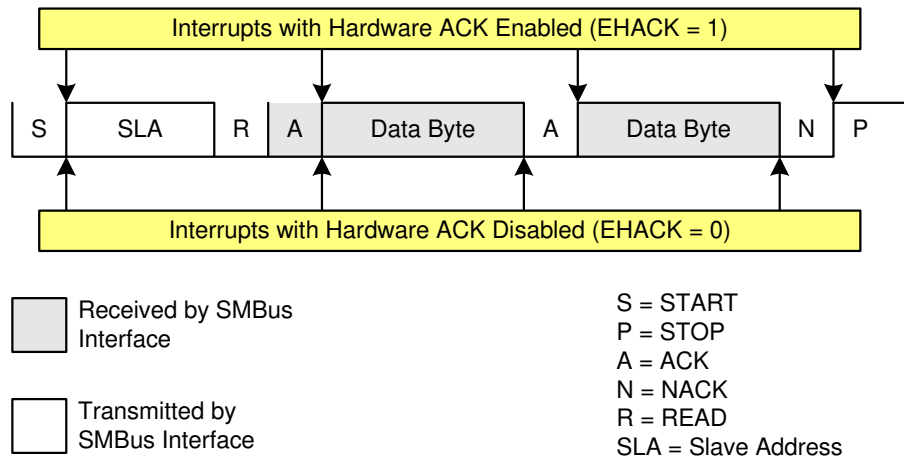 Interrupts with Hardware ACK Enabled (EHACK = 1)
S SLA R A Data Byte A Data Byte N P
Interrupts with Hardware ACK Disabled (EHACK = 0)
Received by SMBus
Interface
Transmitted by
SMBus Interface
S = START
P = STOP
A = ACK
N = NACK
R = READ
SLA = Slave Address